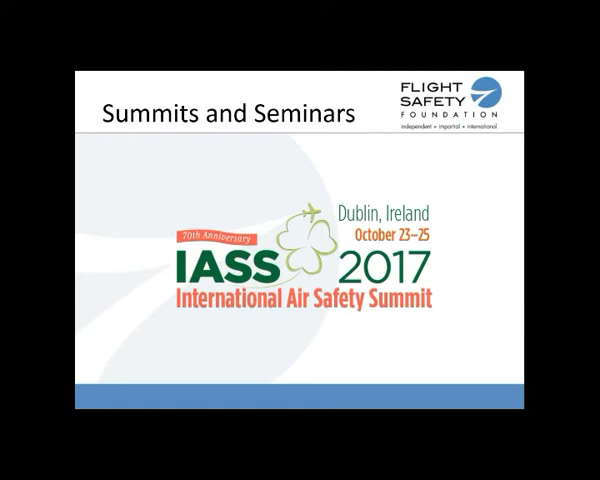 Summits and Seminars
FLIGHT
SAFETY
FOUNDATION
independent • impartial • international
Dublin, Ireland
70th Anniversary
October 23–25
IASS 2017
International Air Safety Summit